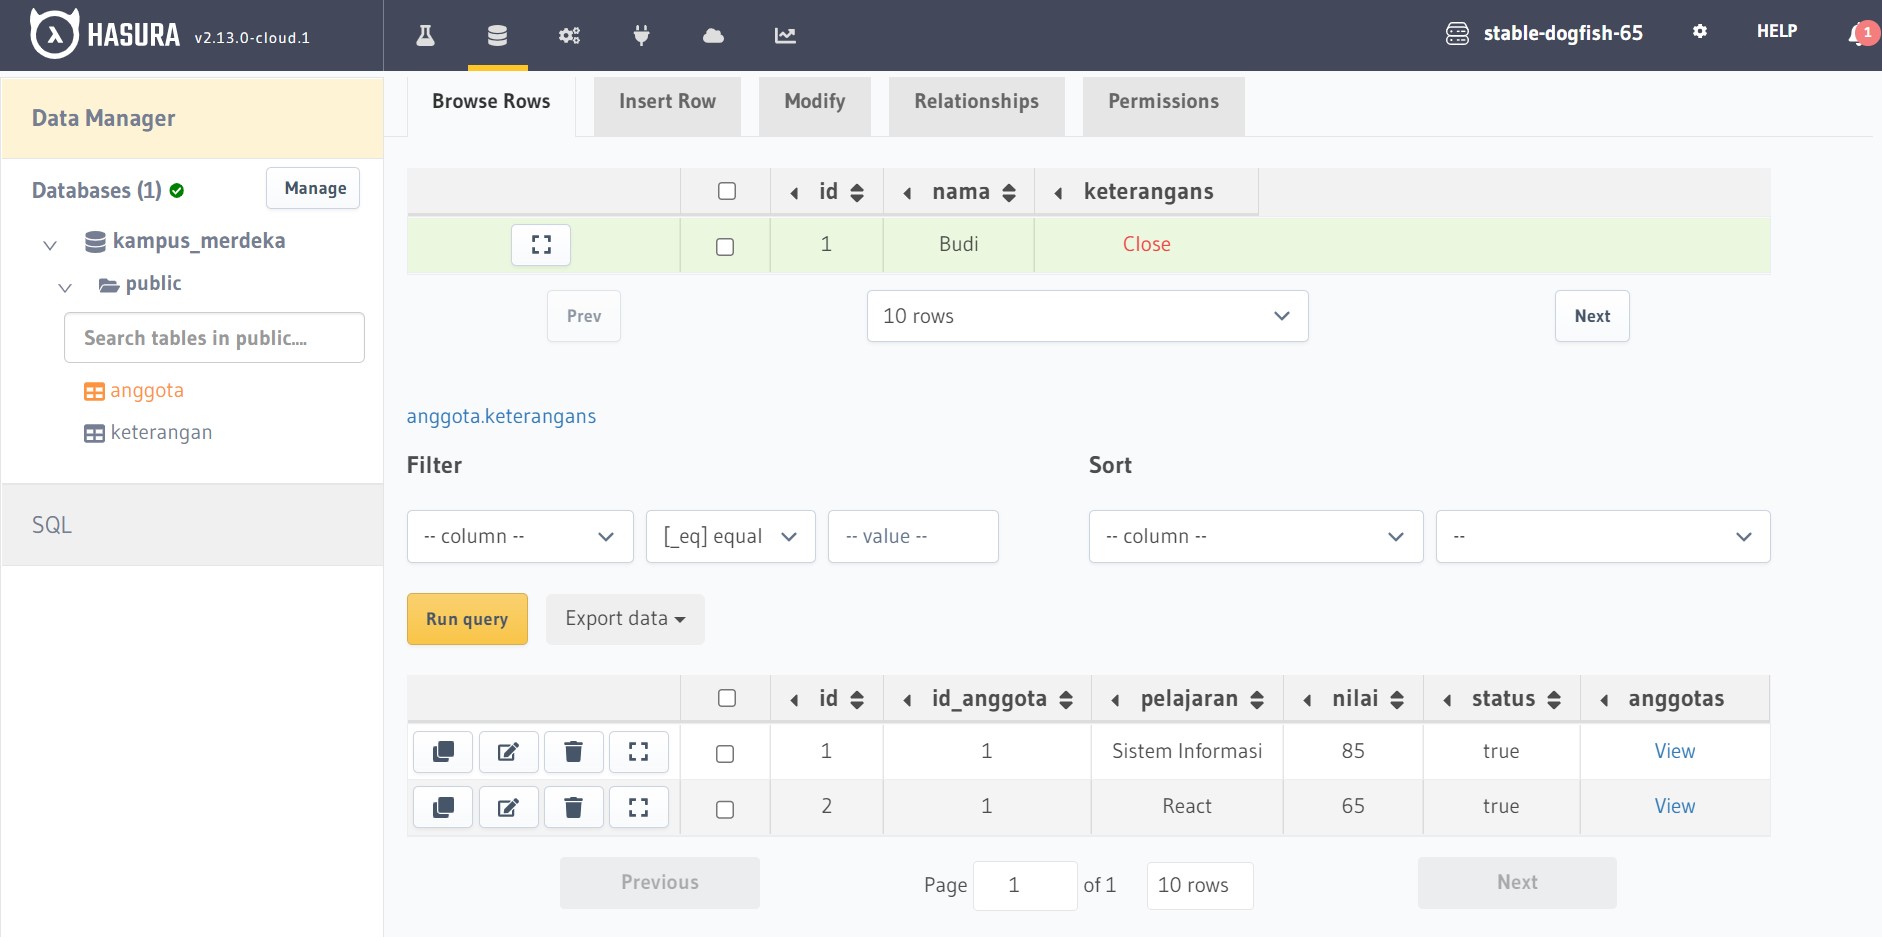 HASURA v2.13.0-cloud.1
stable-dogfish-65
HELP
1
Data Manager
Databases (1)
Manage
kampus_merdeka
public
Search tables in public....
anggota
keterangan
SQL
Browse Rows
Insert Row
Modify
Relationships
Permissions
id nama keterangans
1 Budi Close
Prev
10 rows
Next
anggota.keterangans
Filter
Sort
-- column --
[_eq] equal
-- value --
-- column --
--
Run query
Export data
id id_anggota pelajaran nilai status anggotas
1 1 Sistem Informasi 85 true View
2 1 React 65 true View
Previous
Page 1 of 1
10 rows
Next